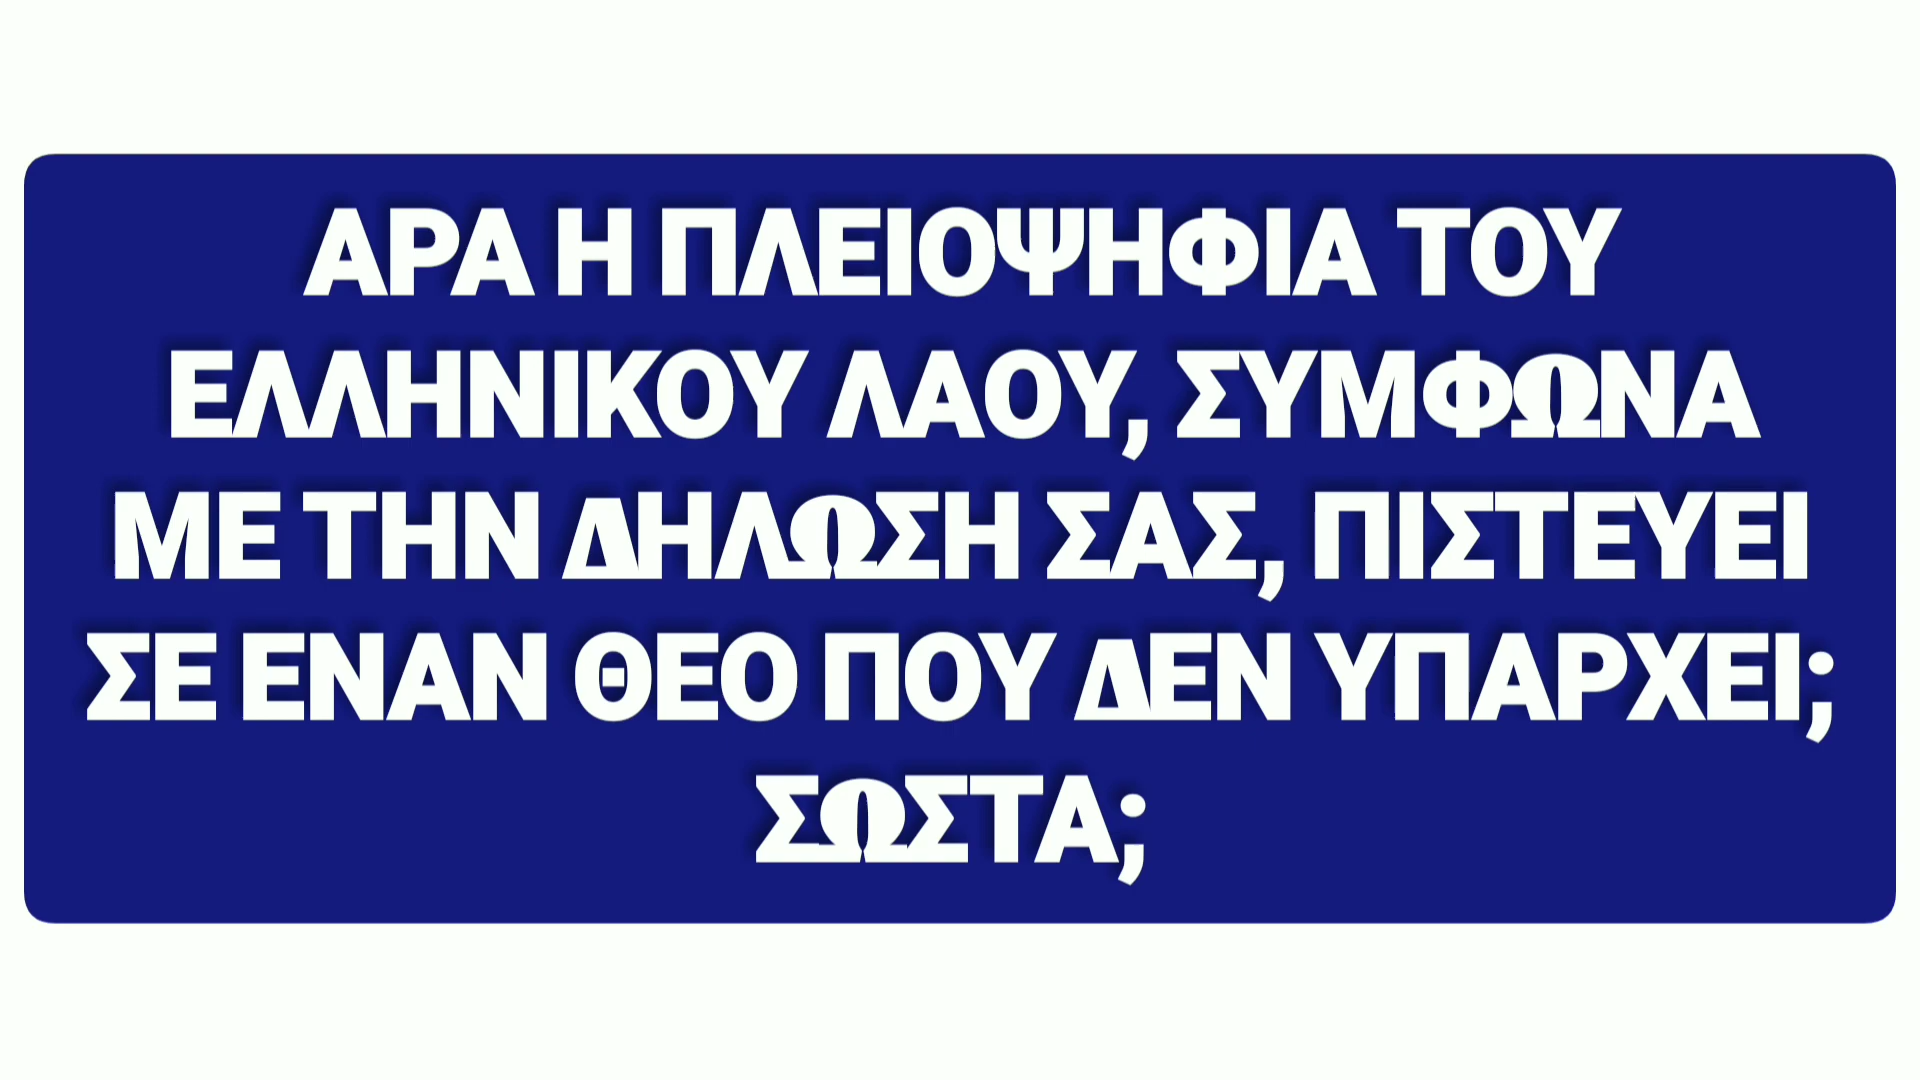 ΑΡΑ Η ΠΛΕΙΟΨΗΦΙΑ ΤΟΥ
ΕΛΛΗΝΙΚΟΥ ΛΑΟΥ, ΣΥΜΦΩΝΑ
ΜΕ ΤΗΝ ΔΗΛΩΣΗ ΣΑΣ, ΠΙΣΤΕΥΕΙ
ΣΕ ΕΝΑΝ ΘΕΟ ΠΟΥ ΔΕΝ ΥΠΑΡΧΕΙ;
ΣΩΣΤΑ;